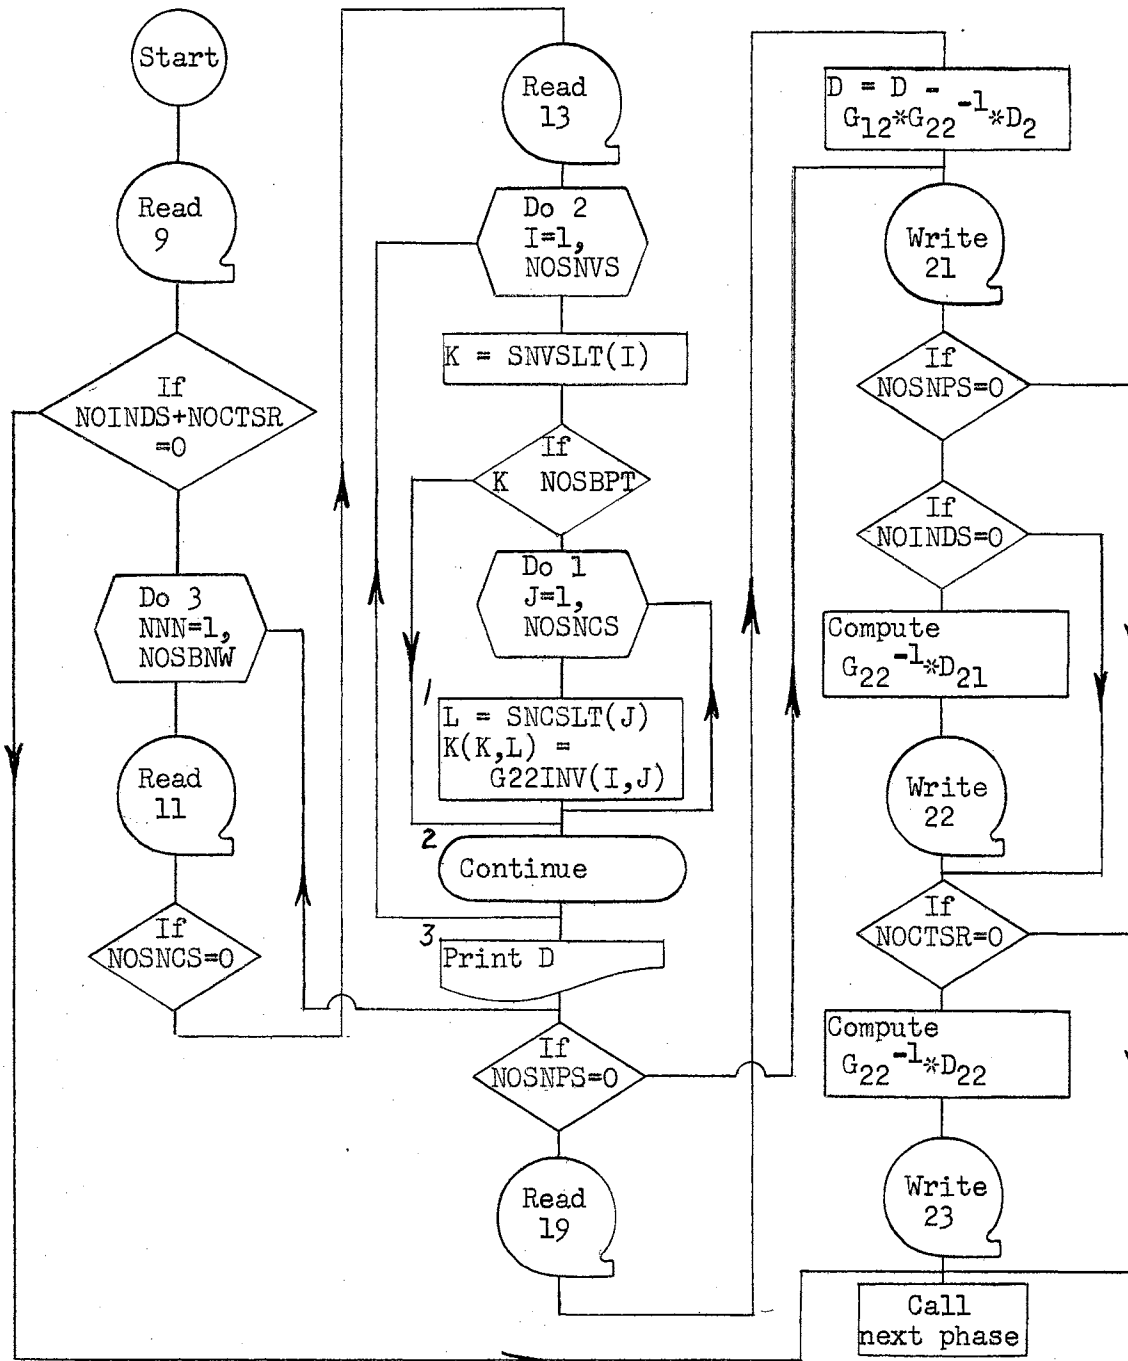 Start
Read
9
If
NOINDS+NOCTSR
=0
Do 3
NNN=1,
NOSBNW
Read
11
If
NOSNCS=0
Read
13
Do 2
I=1,
NOSNVS
K = SNVSLT(I)
If
K NOSBPT
Do 1
J=1,
NOSNCS
1
L = SNCSLT(J)
K(K,L) =
G22INV(I,J)
2
Continue
3
Print D
If
NOSNPS=0
Read
19
D = D -
G12*G22-1*D2
Write
21
If
NOSNPS=0
If
NOINDS=0
Compute
G22-1*D21
Write
22
If
NOCTSR=0
Compute
G22-1*D22
Write
23
Call
next phase